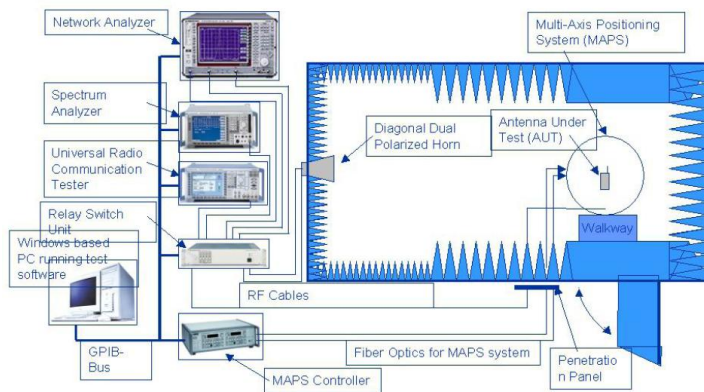 Network Analyzer
Multi-Axis Positioning
System (MAPS)
Spectrum
Analyzer
Antenna Under
Test (AUT)
Diagonal Dual
Polarized Horn
Universal Radio
Communication
Tester
Relay Switch
Unit
Windows based
PC running test
software
Walkway
RF Cables
GPIB-
Bus
Fiber Optics for MAPS system
Penetratio
n Panel
MAPS Controller